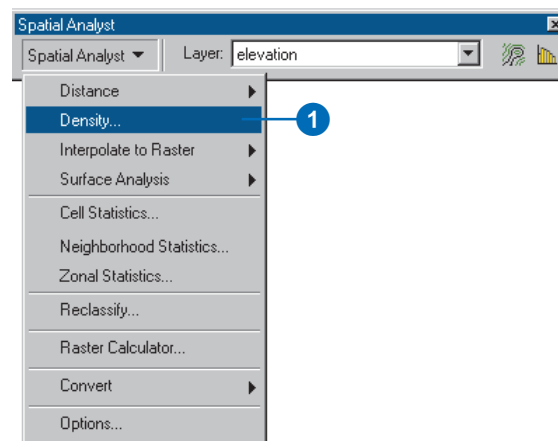 Spatial Analyst
Spatial Analyst Layer: elevation
Distance
Density...
1
Interpolate to Raster
Surface Analysis
Cell Statistics...
Neighborhood Statistics...
Zonal Statistics...
Reclassify...
Raster Calculator...
Convert
Options...